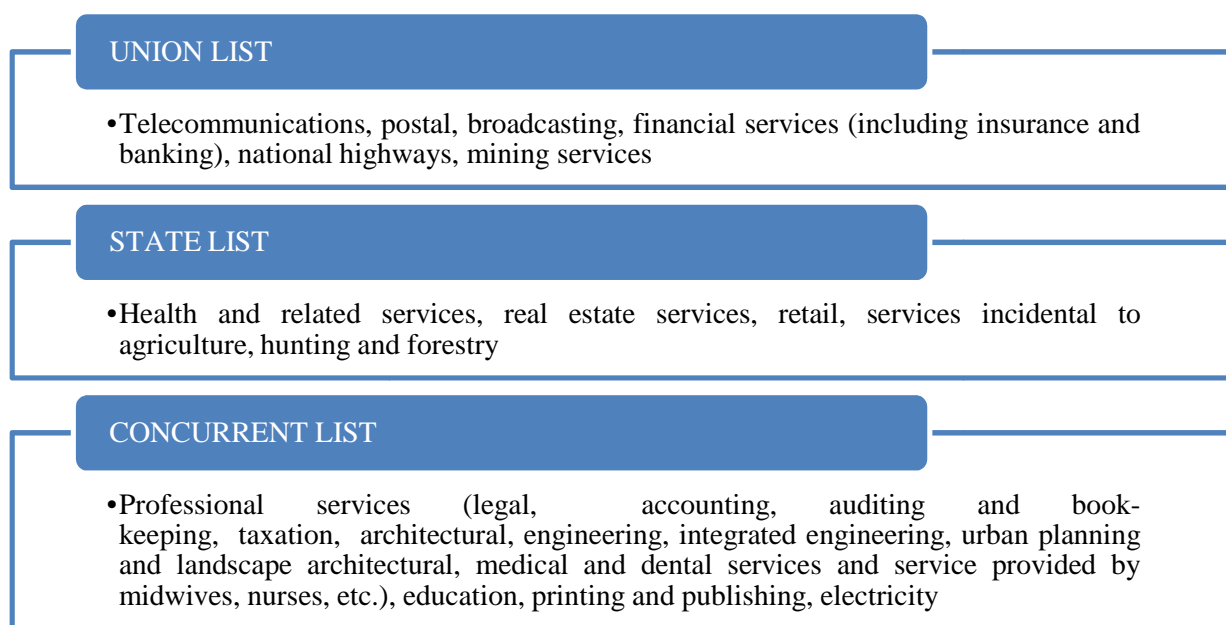 UNION LIST
•Telecommunications, postal, broadcasting, financial services (including insurance and
banking), national highways, mining services
STATE LIST
•Health and related services, real estate services, retail, services incidental to
agriculture, hunting and forestry
CONCURRENT LIST
•Professional services (legal, accounting, auditing and book-
keeping, taxation, architectural, engineering, integrated engineering, urban planning
and landscape architectural, medical and dental services and service provided by
midwives, nurses, etc.), education, printing and publishing, electricity